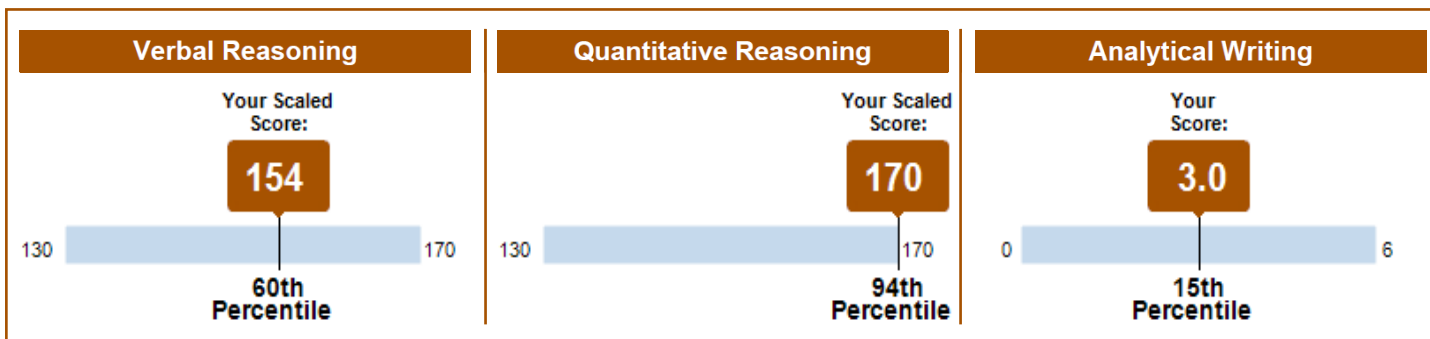 Verbal Reasoning
Your Scaled
Score:
154
130
170
60th
Percentile
Quantitative Reasoning
Your Scaled
Score:
170
130
170
94th
Percentile
Analytical Writing
Your
Score:
3.0
0
6
15th
Percentile